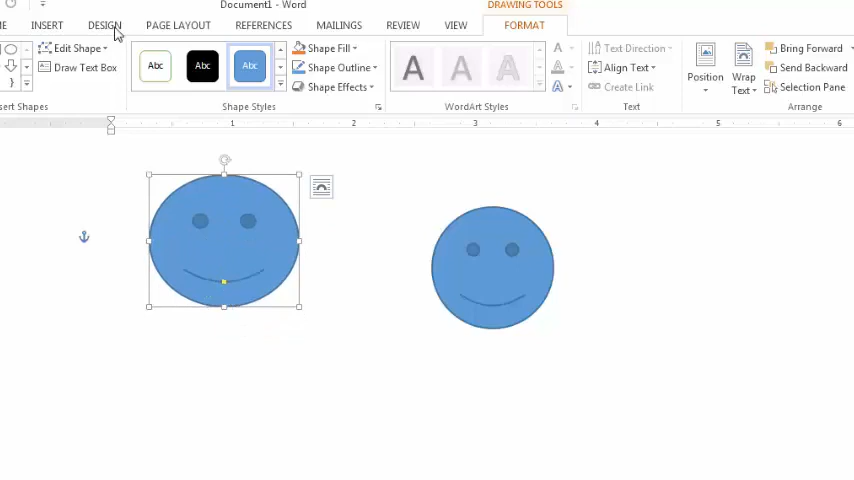 Document1 - Word
DRAWING TOOLS
INSERT DESIGN PAGE LAYOUT REFERENCES MAILINGS REVIEW VIEW FORMAT
Edit Shape
Draw Text Box
Abc Abc Abc
Shape Fill
Shape Outline
Shape Effects
A A A
A
A
A
Text Direction
Align Text
Create Link
Position
Wrap
Text
Bring Forward
Send Backward
Selection Pane
Shape Styles WordArt Styles Text Arrange
1 2 3 4 5 6